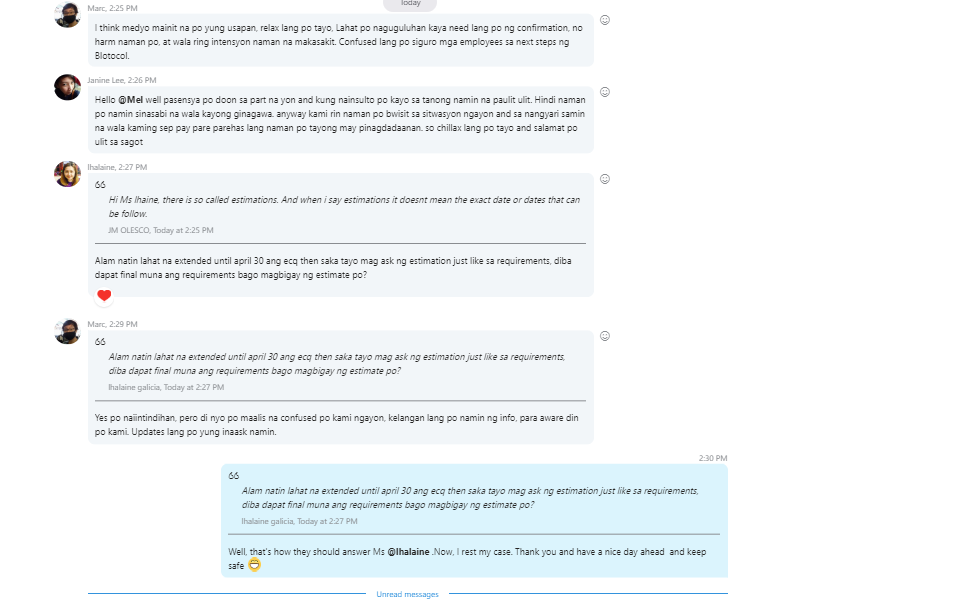 Today
Marc, 2:25 PM
I think medyo mainit na po yung usapan, relax lang po tayo, Lahat po naguguluhan kaya need lang po ng confirmation, no
harm naman po, at wala ring intensyon naman na makasakit. Confused lang po siguro mga employees sa next steps ng
Blotocol.
Janine Lee, 2:26 PM
Hello @Mel well pasensya po doon sa part na yon and kung nainsulto po kayo sa tanong namin na paulit ulit. Hindi naman
po namin sinasabi na wala kayong ginagawa. anyway kami rin naman po bwisit sa sitwasyon ngayon and sa nangyari samin
na wala kaming sep pay pare parehas lang naman po tayong may pinagdadaanan. so chillax lang po tayo and salamat po
ulit sa sagot
Ihalaine, 2:27 PM
Hi Ms Ihaine, there is so called estimations. And when i say estimations it doesnt mean the exact date or dates that can
be follow.
JM OLESCO, Today at 2:25 PM
Alam natin lahat na extended until april 30 ang ecq then saka tayo mag ask ng estimation just like sa requirements, diba
dapat final muna ang requirements bago magbigay ng estimate po?
Marc, 2:29 PM
Alam natin lahat na extended until april 30 ang ecq then saka tayo mag ask ng estimation just like sa requirements,
diba dapat final muna ang requirements bago magbigay ng estimate po?
Ihalaine galicia, Today at 2:27 PM
Yes po naiintindihan, pero di nyo po maalis na confused po kami ngayon, kelangan lang po namin ng info, para aware din
po kami. Updates lang po yung inaask namin.
2:30 PM
Alam natin lahat na extended until april 30 ang ecq then saka tayo mag ask ng estimation just like sa requirements,
diba dapat final muna ang requirements bago magbigay ng estimate po?
Ihalaine galicia, Today at 2:27 PM
Well, that's how they should answer Ms @Ihalaine .Now, I rest my case. Thank you and have a nice day ahead  and keep
safe
Unread messages